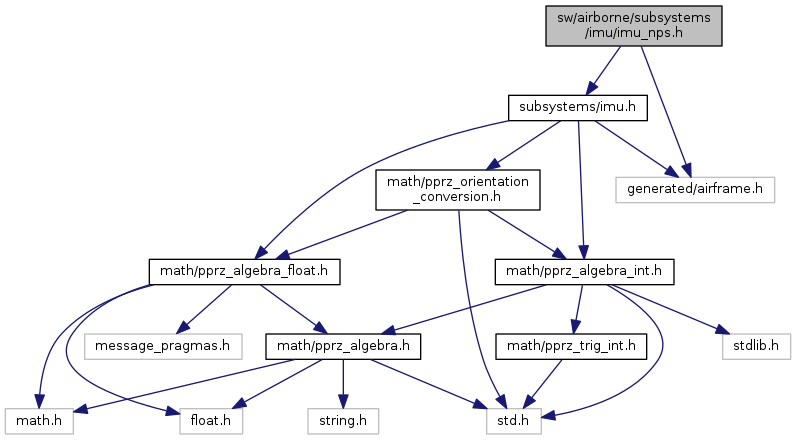 sw/airborne/subsystems
/imu/imu_nps.h
subsystems/imu.h
math/pprz_orientation
_conversion.h
generated/airframe.h
math/pprz_algebra_float.h
math/pprz_algebra_int.h
message_pragmas.h
math/pprz_algebra.h
math/pprz_trig_int.h
stdlib.h
math.h
float.h
string.h
std.h